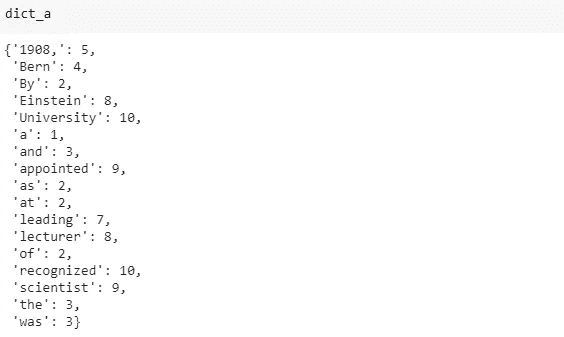 dict_a
{'1908,': 5,
'Bern': 4,
'By': 2,
'Einstein': 8,
'University': 10,
'a': 1,
'and': 3,
'appointed': 9,
'as': 2,
'at': 2,
'leading': 7,
'lecturer': 8,
'of': 2,
'recognized': 10,
'scientist': 9,
'the': 3,
'was': 3}